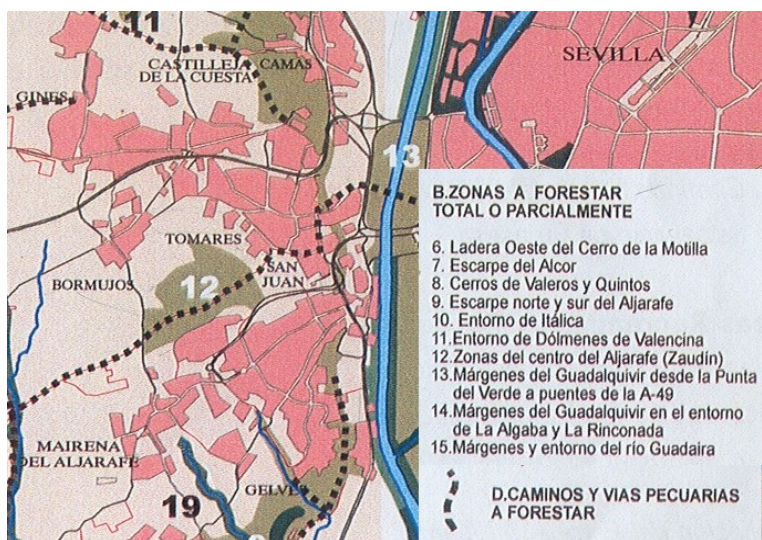 11
CASTILLEJA
DE LA CUESTA
CAMAS
SEVILLA
GINES
13
TOMARES
SAN
JUAN
BORMUJOS
12
MAIRENA
DEL ALJARAFE
GELVES
19
B.ZONAS A FORESTAR
TOTAL O PARCIALMENTE
6. Ladera Oeste del Cerro de la Motilla
7. Escarpe del Alcor
8. Cerros de Valeros y Quintos
9. Escarpe norte y sur del Aljarafe
10. Entorno de Itálica
11.Entorno de Dólmenes de Valencina
12.Zonas del centro del Aljarafe (Zaudín)
13.Márgenes del Guadalquivir desde la Punta
del Verde a puentes de la A-49
14.Márgenes del Guadalquivir en el entorno
de La Algaba y La Rinconada
15.Márgenes y entorno del río Guadaira
D.CAMINOS Y VIAS PECUARIAS
A FORESTAR